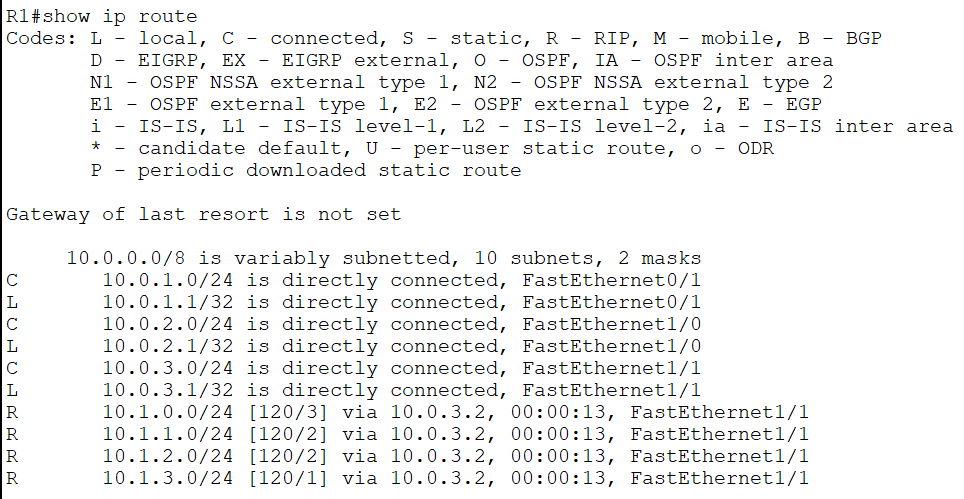 R1#show ip route
Codes: L - local, C - connected, S - static, R - RIP, M - mobile, B - BGP
       D - EIGRP, EX - EIGRP external, O - OSPF, IA - OSPF inter area
       N1 - OSPF NSSA external type 1, N2 - OSPF NSSA external type 2
       E1 - OSPF external type 1, E2 - OSPF external type 2, E - EGP
       i - IS-IS, L1 - IS-IS level-1, L2 - IS-IS level-2, ia - IS-IS inter area
       * - candidate default, U - per-user static route, o - ODR
       P - periodic downloaded static route
Gateway of last resort is not set
     10.0.0.0/8 is variably subnetted, 10 subnets, 2 masks
C       10.0.1.0/24 is directly connected, FastEthernet0/1
L       10.0.1.1/32 is directly connected, FastEthernet0/1
C       10.0.2.0/24 is directly connected, FastEthernet1/0
L       10.0.2.1/32 is directly connected, FastEthernet1/0
C       10.0.3.0/24 is directly connected, FastEthernet1/1
L       10.0.3.1/32 is directly connected, FastEthernet1/1
R       10.1.0.0/24 [120/3] via 10.0.3.2, 00:00:13, FastEthernet1/1
R       10.1.1.0/24 [120/2] via 10.0.3.2, 00:00:13, FastEthernet1/1
R       10.1.2.0/24 [120/2] via 10.0.3.2, 00:00:13, FastEthernet1/1
R       10.1.3.0/24 [120/1] via 10.0.3.2, 00:00:13, FastEthernet1/1